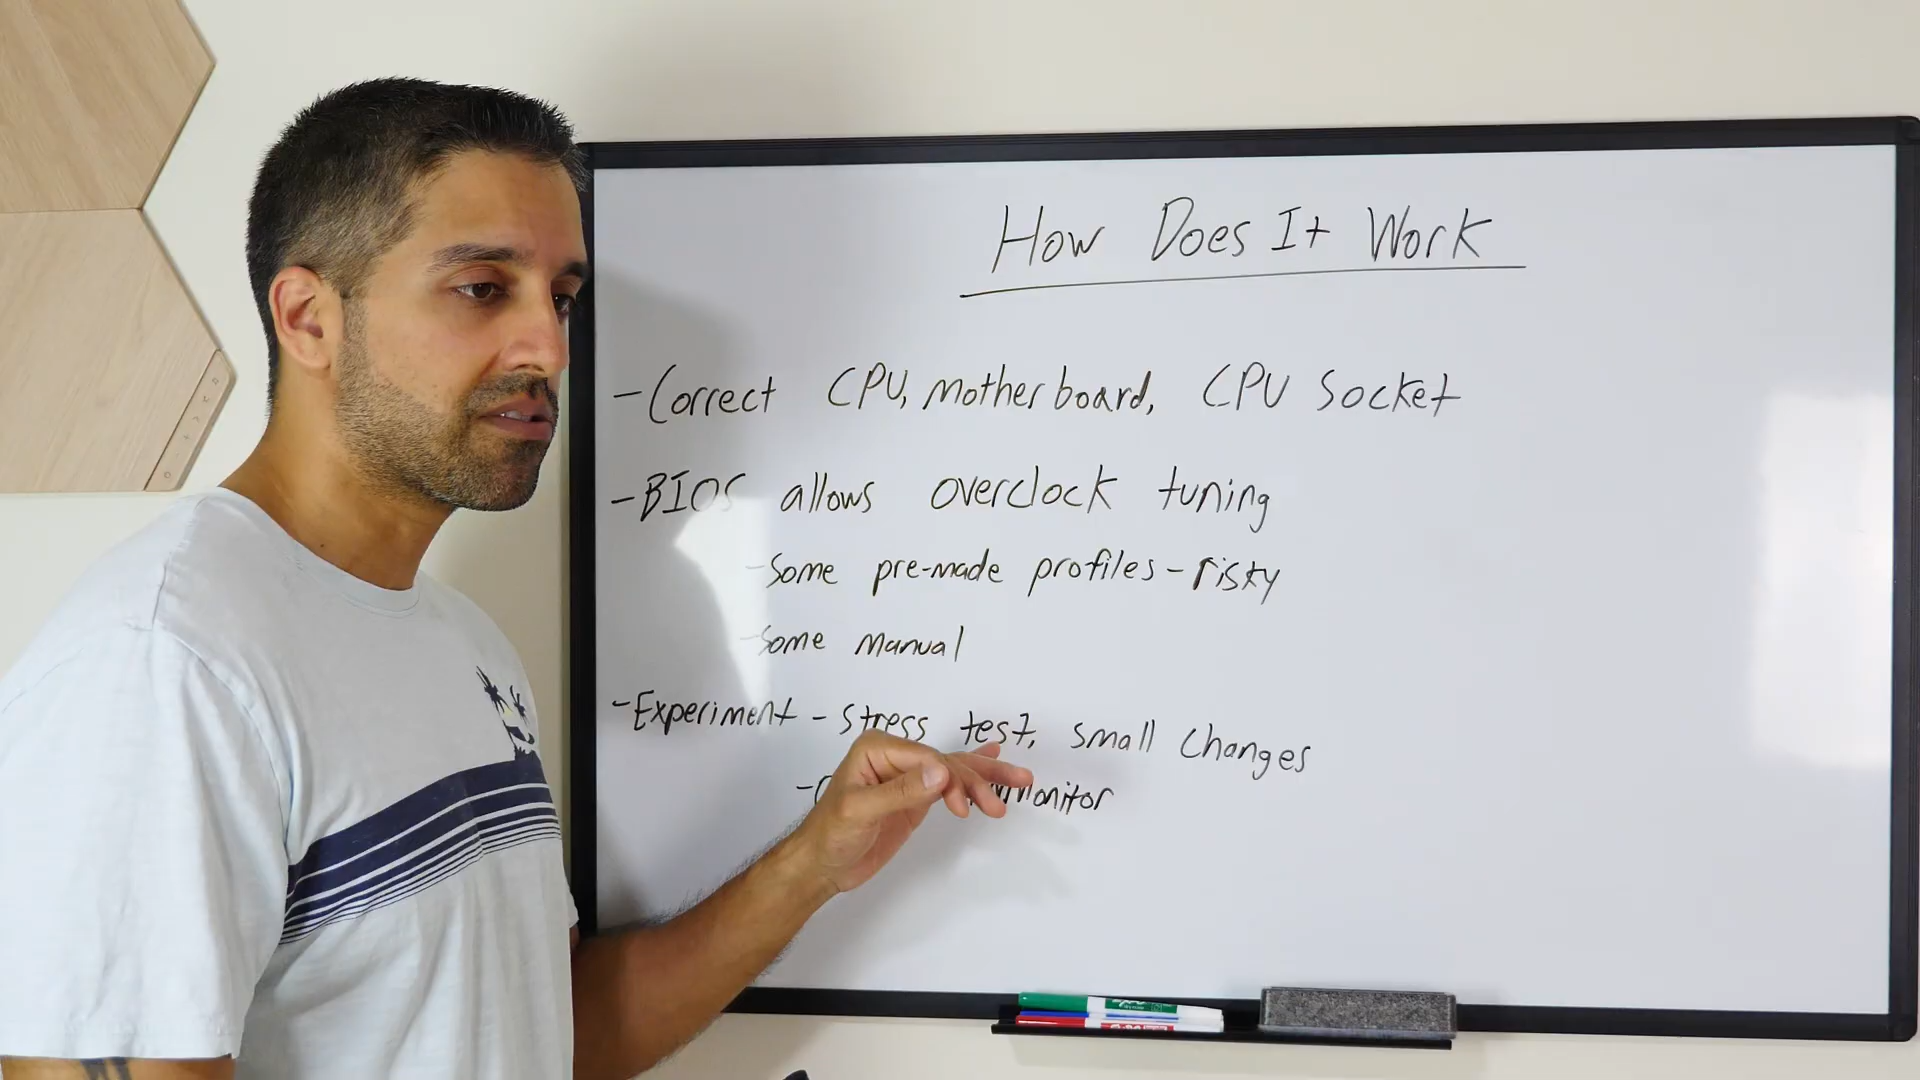 How Does It Work
-Correct CPU, Motherboard, CPU Socket
-BIOS allows overclock tuning
-Some pre-made profiles-risky
-Some Manual
-Experiment - Stress test, Small Changes
Monitor